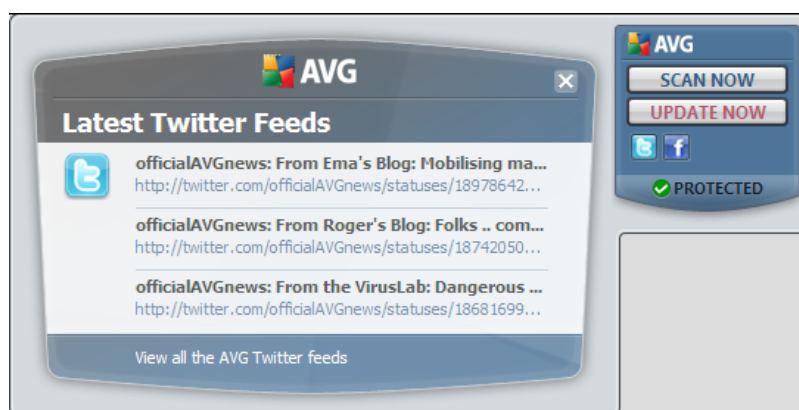 AVG
Latest Twitter Feeds
officialAVGnews: From Ema's Blog: Mobilising ma...
http://twitter.com/officialAVGnews/statuses/18978642...
officialAVGnews: From Roger's Blog: Folks .. com...
http://twitter.com/officialAVGnews/statuses/18742050...
officialAVGnews: From the VirusLab: Dangerous ...
http://twitter.com/officialAVGnews/statuses/18681699...
View all the AVG Twitter feeds
AVG
SCAN NOW
UPDATE NOW
PROTECTED